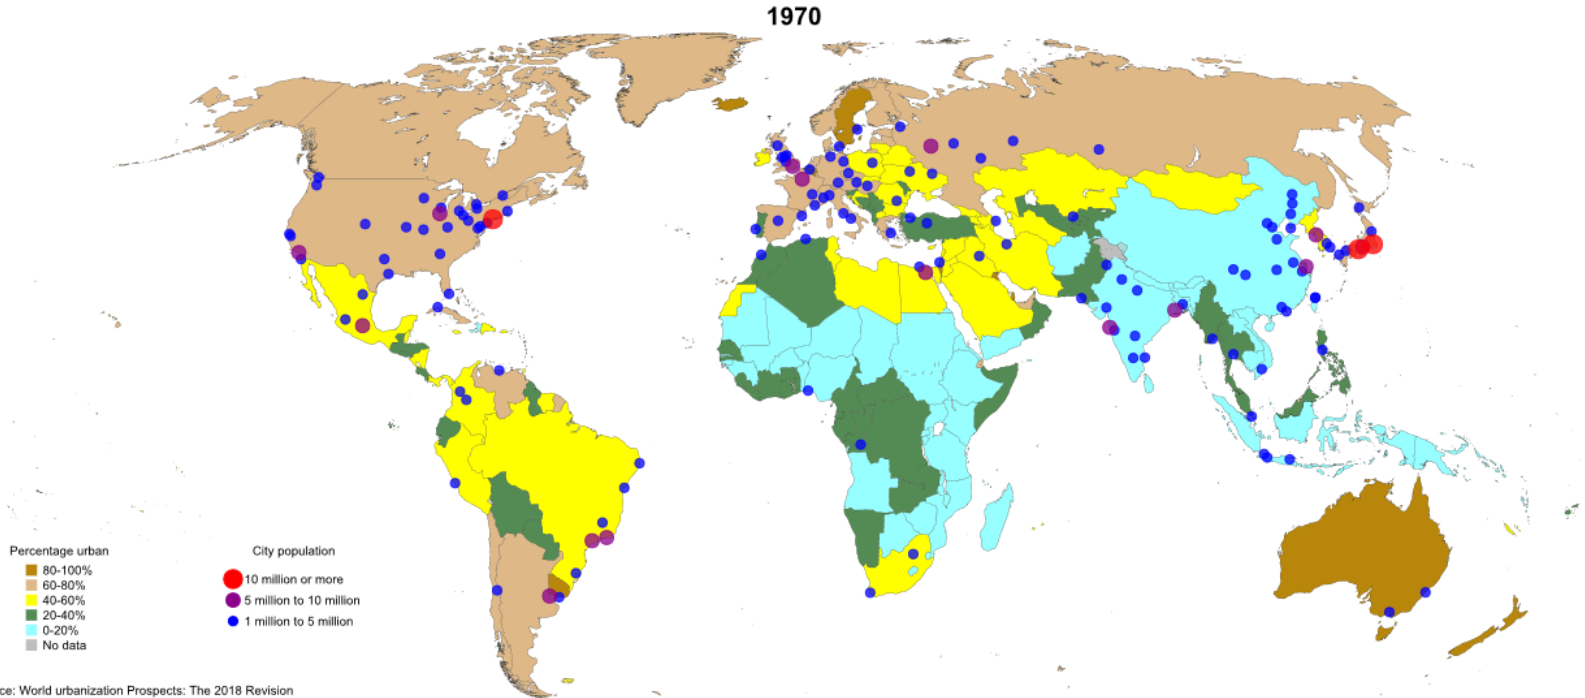 1970
Percentage urban
80-100%
60-80%
40-60%
20-40%
0-20%
No data
City population
10 million or more
5 million to 10 million
1 million to 5 million
ce: World urbanization Prospects: The 2018 Revision